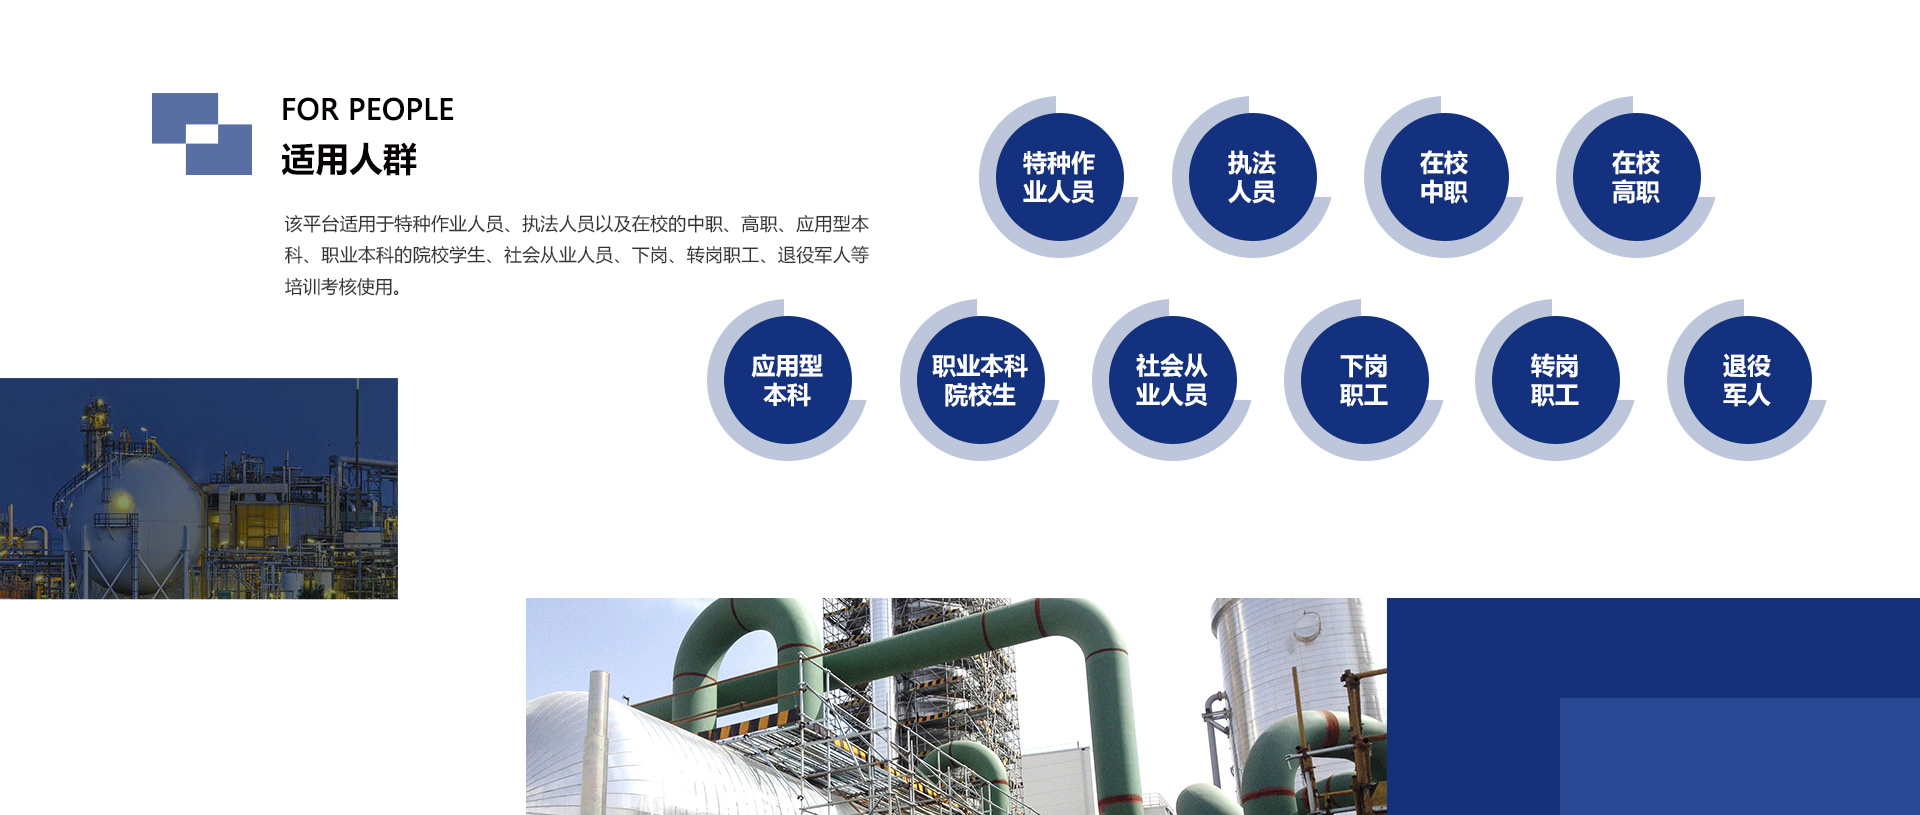 FOR PEOPLE
适用人群
该平台适用于特种作业人员、执法人员以及在校的中职、高职、应用型本
科、职业本科的院校学生、社会从业人员、下岗、转岗职工、退役军人等
培训考核使用。
特种作
业人员
执法
人员
在校
中职
在校
高职
应用型
本科
职业本科
院校生
社会从
业人员
下岗
职工
转岗
职工
退役
军人